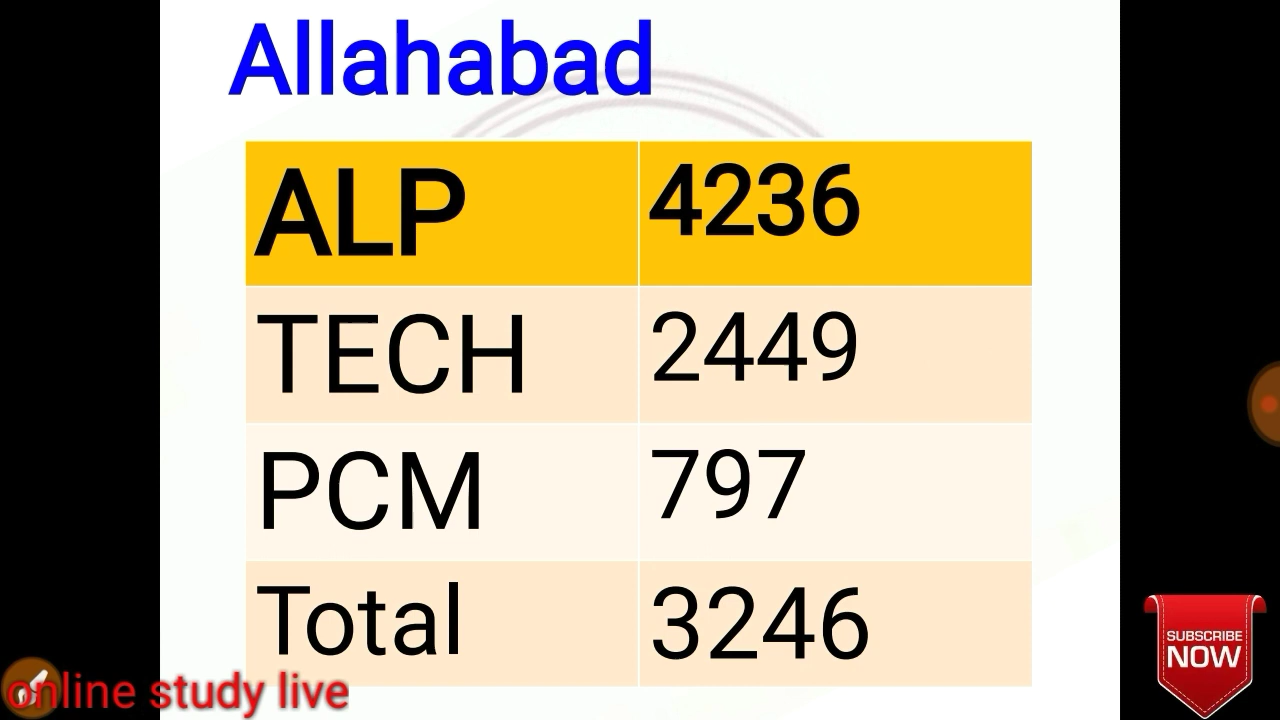 Allahabad
ALP 4236
TECH 2449
PCM 797
Total 3246
online study live
SUBSCRIBE
NOW